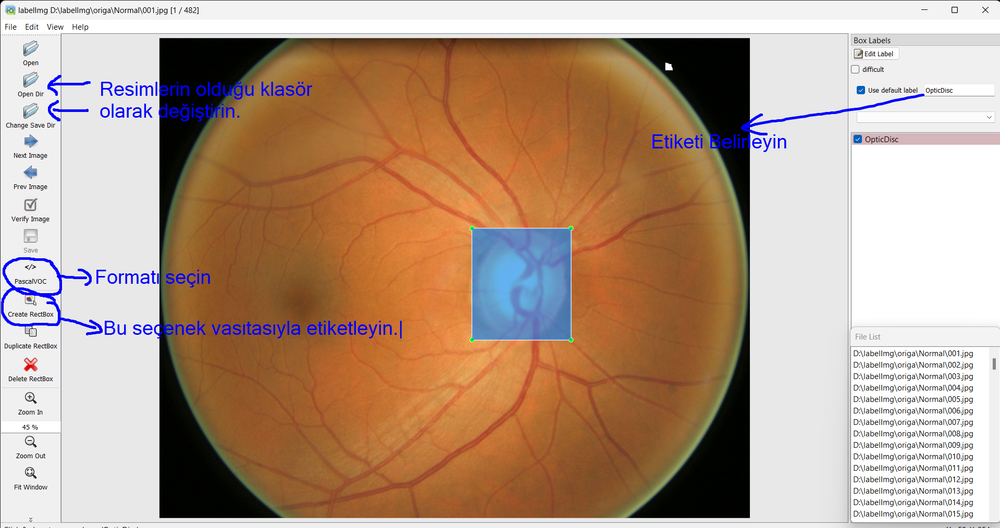 labelImg D:\labelImg\origa\Normal\001.jpg [1 / 482]
File Edit View Help
Open
Open Dir
Change Save Dir
Next Image
Prev Image
Verify Image
Save
</>
PascalVOC
Create RectBox
Duplicate RectBox
Delete RectBox
Zoom In
45 %
Zoom Out
Fit Window
Resimlerin olduğu klasör
olarak değiştirin.
Etiketi Belirleyin
Formatı seçin
Bu seçenek vasıtasıyla etiketleyin.|
Box Labels
Edit Label
difficult
Use default label OpticDisc
OpticDisc
File List
D:\labelImg\origa\Normal\001.jpg
D:\labelImg\origa\Normal\002.jpg
D:\labelImg\origa\Normal\003.jpg
D:\labelImg\origa\Normal\004.jpg
D:\labelImg\origa\Normal\005.jpg
D:\labelImg\origa\Normal\006.jpg
D:\labelImg\origa\Normal\007.jpg
D:\labelImg\origa\Normal\008.jpg
D:\labelImg\origa\Normal\009.jpg
D:\labelImg\origa\Normal\010.jpg
D:\labelImg\origa\Normal\011.jpg
D:\labelImg\origa\Normal\012.jpg
D:\labelImg\origa\Normal\013.jpg
D:\labelImg\origa\Normal\014.jpg
D:\labelImg\origa\Normal\015.jpg